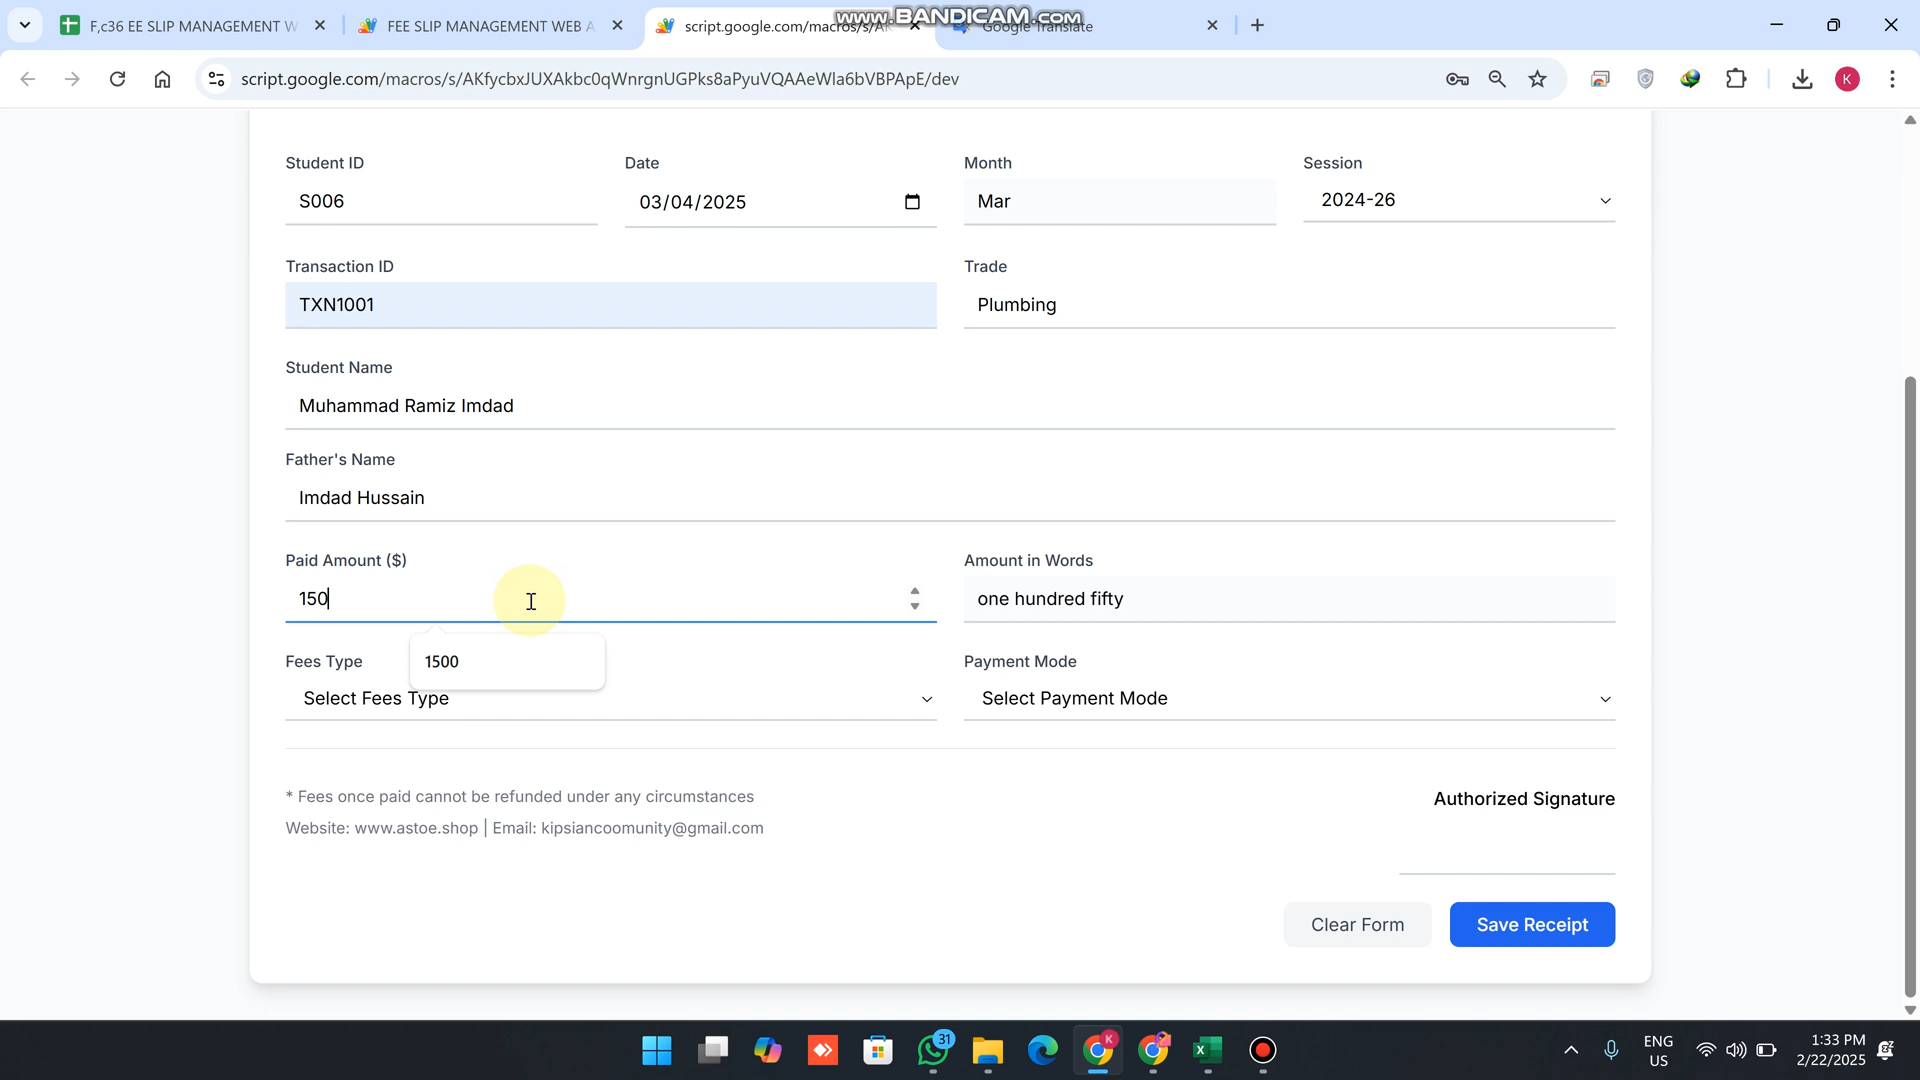 F,c36 EE SLIP MANAGEMENT W
FEE SLIP MANAGEMENT WEB A
script.google.com/macros/s/A
Google Translate
www.BANDICAM.com
script.google.com/macros/s/AKfycbxJUXAkbc0qWnrgnUGPks8aPyuVQAAeWla6bVBPApE/dev
K
Student ID
Date
Month
Session
S006
03/04/2025
Mar
2024-26
Transaction ID
Trade
TXN1001
Plumbing
Student Name
Muhammad Ramiz Imdad
Father's Name
Imdad Hussain
Paid Amount ($)
Amount in Words
150
one hundred fifty
Fees Type
1500
Payment Mode
Select Fees Type
Select Payment Mode
* Fees once paid cannot be refunded under any circumstances
Authorized Signature
Website: www.astoe.shop | Email: kipsiancoomunity@gmail.com
Clear Form
Save Receipt
31
K
ENG
US
1:33 PM
2/22/2025